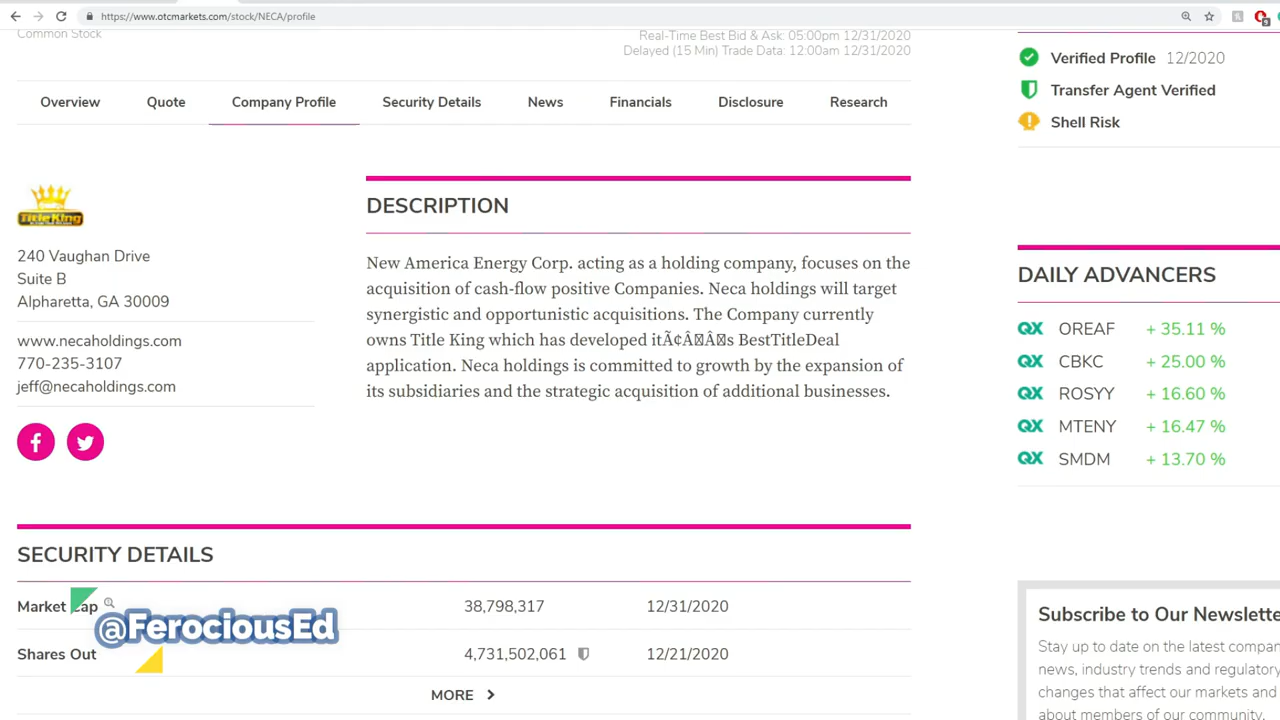 https://www.otcmarkets.com/stock/NECA/profile
Common Stock
Real-Time Best Bid & Ask: 05:00pm 12/31/2020
Delayed (15 Min) Trade Data: 12:00am 12/31/2020
Overview Quote Company Profile Security Details News Financials Disclosure Research
Title King
240 Vaughan Drive
Suite B
Alpharetta, GA 30009
www.necaholdings.com
770-235-3107
jeff@necaholdings.com
DESCRIPTION
New America Energy Corp. acting as a holding company, focuses on the
acquisition of cash-flow positive Companies. Neca holdings will target
synergistic and opportunistic acquisitions. The Company currently
owns Title King which has developed itâs BestTitleDeal
application. Neca holdings is committed to growth by the expansion of
its subsidiaries and the strategic acquisition of additional businesses.
SECURITY DETAILS
Market Cap 38,798,317 12/31/2020
@FerociousEd
Shares Out 4,731,502,061 12/21/2020
MORE
Verified Profile 12/2020
Transfer Agent Verified
Shell Risk
DAILY ADVANCERS
QX OREAF + 35.11 %
QX CBKC + 25.00 %
QX ROSYY + 16.60 %
QX MTENY + 16.47 %
QX SMDM + 13.70 %
Subscribe to Our Newslette
Stay up to date on the latest compan
news, industry trends and regulatory
changes that affect our markets and
about members of our community.